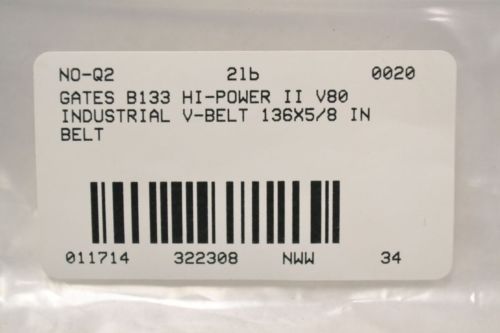 NO-Q2 2lb 0020
GATES B133 HI-POWER II V80
INDUSTRIAL V-BELT 136X5/8 IN
BELT
011714 322308 NWW 34